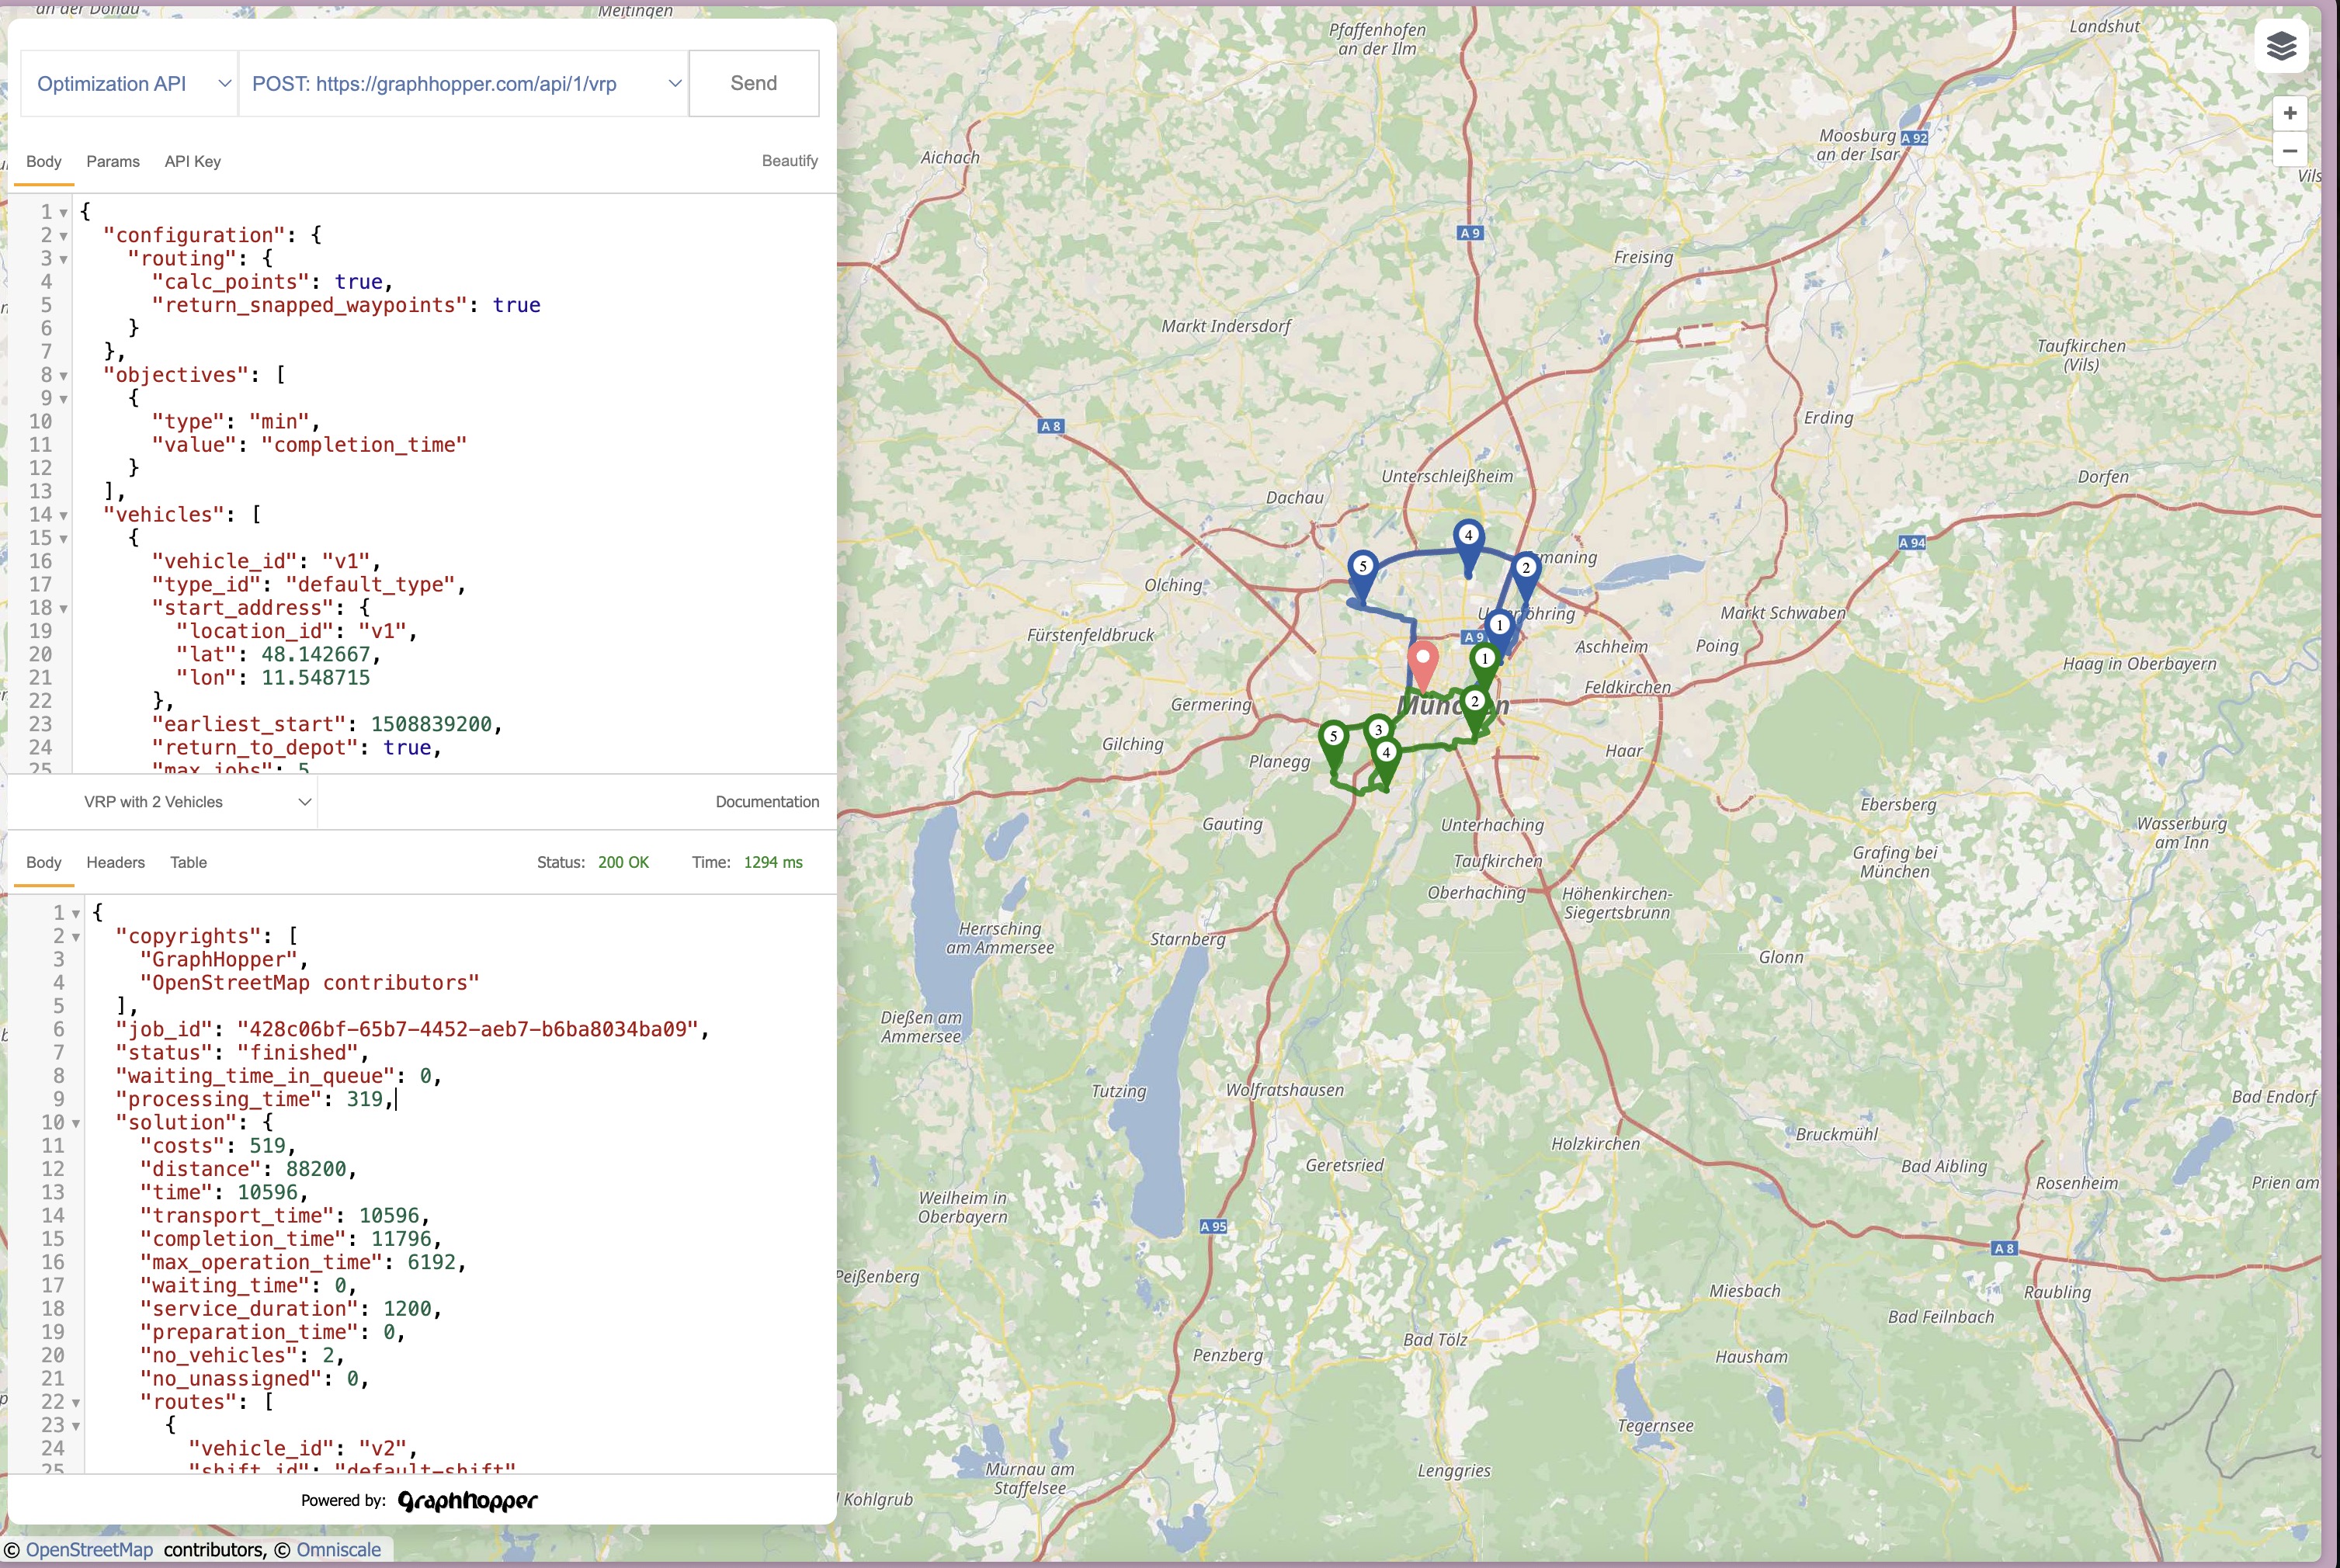 Optimization API
POST: https://graphhopper.com/api/1/vrp
Send
Body
Params
API Key
Beautify
1 {
2 "configuration": {
3 "routing": {
4 "calc_points": true,
5 "return_snapped_waypoints": true
6 }
7 },
8 "objectives": [
9 {
10 "type": "min",
11 "value": "completion_time"
12 }
13 ],
14 "vehicles": [
15 {
16 "vehicle_id": "v1",
17 "type_id": "default_type",
18 "start_address": {
19 "location_id": "v1",
20 "lat": 48.142667,
21 "lon": 11.548715
22 },
23 "earliest_start": 1508839200,
24 "return_to_depot": true,
25 "max_jobs": 5
VRP with 2 Vehicles
Documentation
Body
Headers
Table
Status: 200 OK
Time: 1294 ms
1 {
2 "copyrights": [
3 "GraphHopper",
4 "OpenStreetMap contributors"
5 ],
6 "job_id": "428c06bf-65b7-4452-aeb7-b6ba8034ba09",
7 "status": "finished",
8 "waiting_time_in_queue": 0,
9 "processing_time": 319,
10 "solution": {
11 "costs": 519,
12 "distance": 88200,
13 "time": 10596,
14 "transport_time": 10596,
15 "completion_time": 11796,
16 "max_operation_time": 6192,
17 "waiting_time": 0,
18 "service_duration": 1200,
19 "preparation_time": 0,
20 "no_vehicles": 2,
21 "no_unassigned": 0,
22 "routes": [
23 {
24 "vehicle_id": "v2",
25 "shift_id": "default-shift"
Powered by: Graphhopper
© OpenStreetMap contributors, © Omniscale
an der Donau
Meitingen
Pfaffenhofen
an der Ilm
Landshut
+
−
Moosburg
an der Isar
A 92
Aichach
Vils
A 9
Freising
Markt Indersdorf
Taufkirchen
(Vils)
Erding
A 8
Unterschleißheim
Dorfen
Dachau
4
A 94
5
2
Olching
Markt Schwaben
1
Fürstenfeldbruck
A 9
Aschheim
Poing
Haag in Oberbayern
1
Feldkirchen
Germering
München
2
3
5
4
Gilching
Planegg
Haar
Ebersberg
Gauting
Unterhaching
Wasserburg
am Inn
Taufkirchen
Grafing bei
München
Oberhaching
Höhenkirchen-
Siegertsbrunn
Herrsching
am Ammersee
Starnberg
Glonn
Dießen am
Ammersee
Tutzing
Wolfratshausen
Bad Endorf
Holzkirchen
Bruckmühl
Geretsried
Bad Aibling
Rosenheim
Prien am
Weilheim in
Oberbayern
A 95
A 8
Peißenberg
Miesbach
Raubling
Bad Feilnbach
Bad Tölz
Penzberg
Hausham
Tegernsee
Murnau am
Staffelsee
Lenggries
Kohlgrub